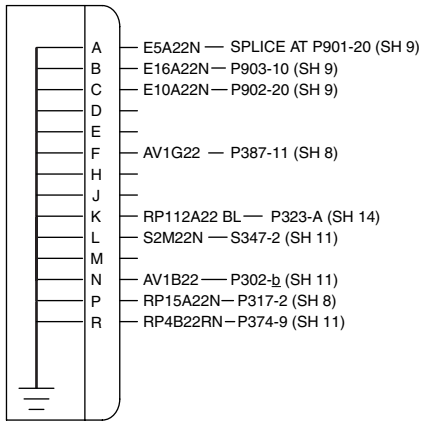 A E5A22N — SPLICE AT P901-20 (SH 9)
B E16A22N — P903-10 (SH 9)
C E10A22N — P902-20 (SH 9)
D
E
F AV1G22 — P387-11 (SH 8)
H
J
K RP112A22 BL — P323-A (SH 14)
L S2M22N — S347-2 (SH 11)
M
N AV1B22 — P302-b (SH 11)
P RP15A22N — P317-2 (SH 8)
R RP4B22RN — P374-9 (SH 11)